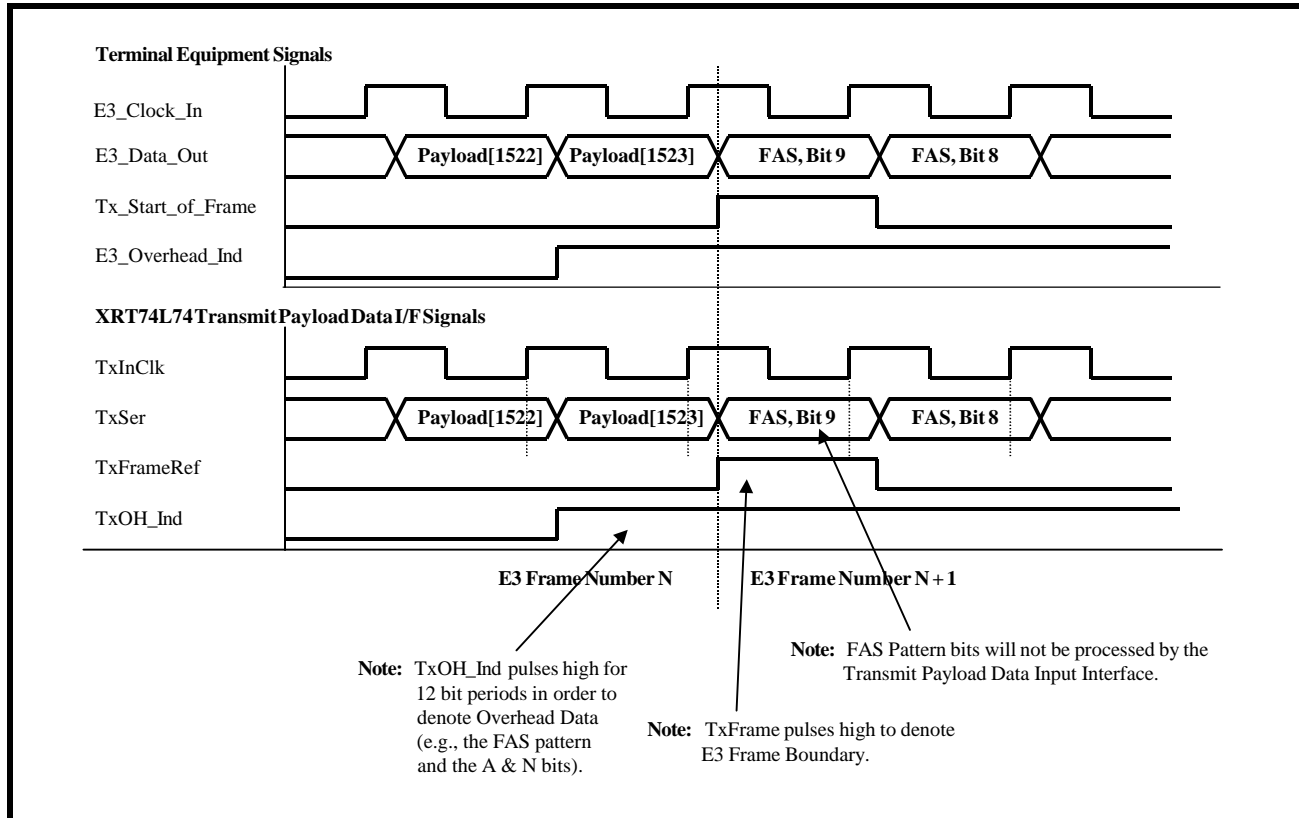 Terminal Equipment Signals
E3_Clock_In
E3_Data_Out
Payload[1522] Payload[1523] FAS, Bit 9 FAS, Bit 8
Tx_Start_of_Frame
E3_Overhead_Ind
XRT74L74 Transmit Payload Data I/F Signals
TxInClk
TxSer
Payload[1522] Payload[1523] FAS, Bit 9 FAS, Bit 8
TxFrameRef
TxOH_Ind
E3 Frame Number N E3 Frame Number N + 1
Note: FAS Pattern bits will not be processed by the
Transmit Payload Data Input Interface.
Note: TxOH_Ind pulses high for
12 bit periods in order to
denote Overhead Data
(e.g., the FAS pattern
and the A & N bits).
Note: TxFrame pulses high to denote
E3 Frame Boundary.